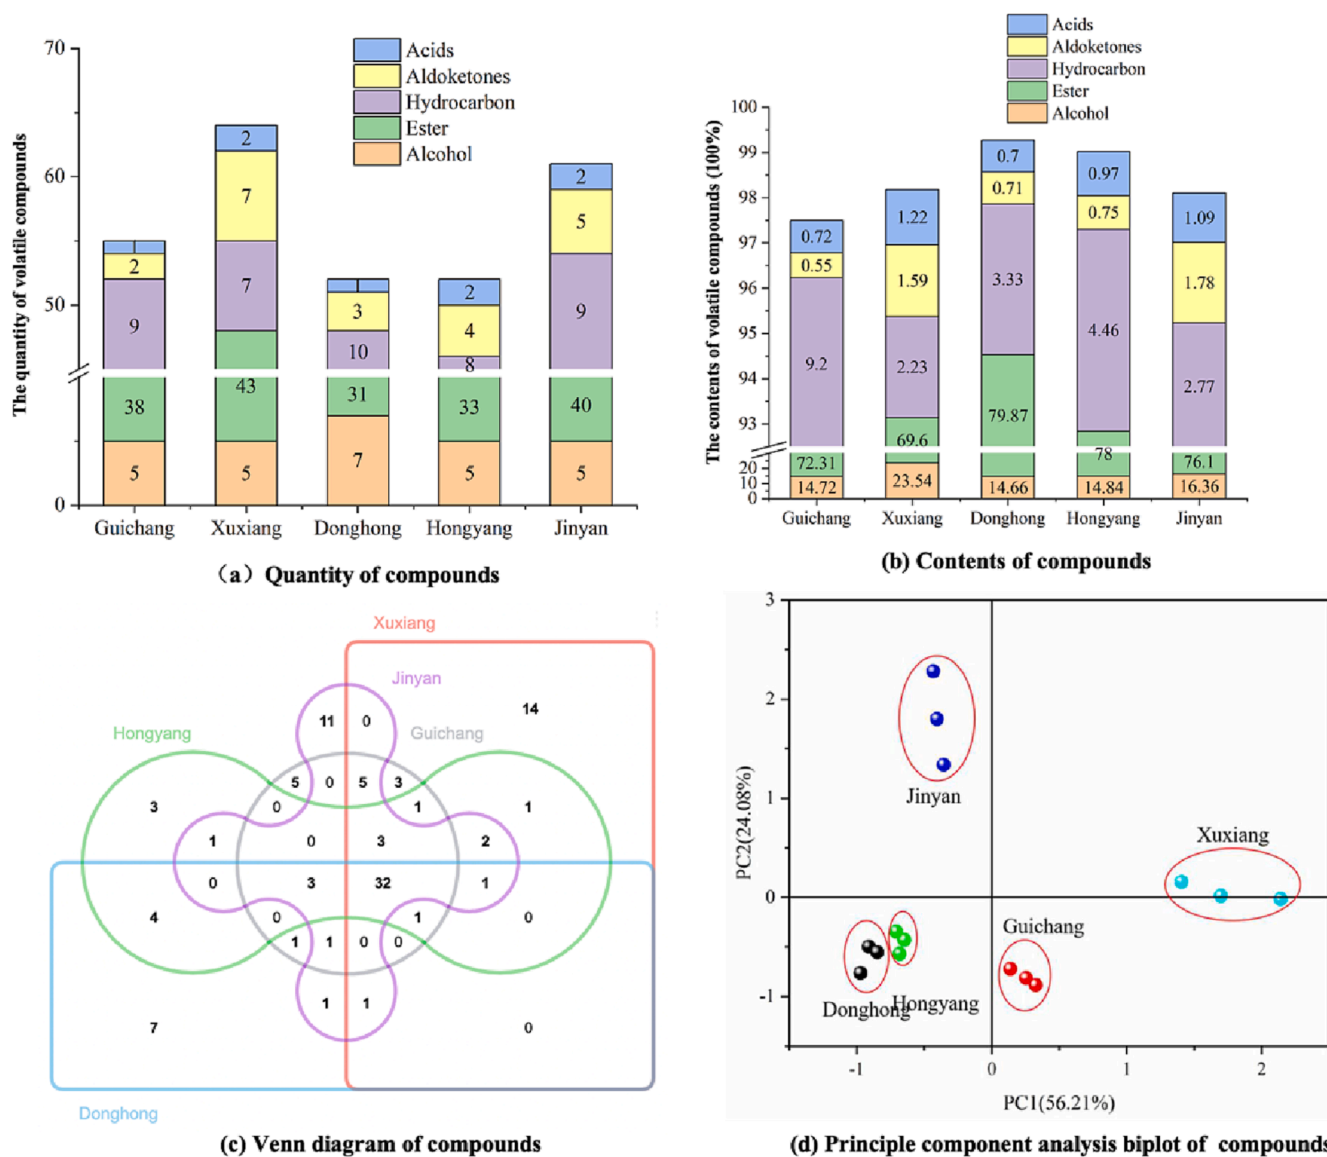 70
60
50
0
The quantity of volatile compounds
Acids
Aldoketones
Hydrocarbon
Ester
Alcohol
2
9
38
5
2
7
7
43
5
3
10
31
7
2
4
8
33
5
2
5
9
40
5
Guichang Xuxiang Donghong Hongyang Jinyan
(a) Quantity of compounds
Acids
Aldoketones
Hydrocarbon
Ester
Alcohol
100
99
98
97
96
95
94
93
20
10
0
The contents of volatile compounds (100%)
0.72
0.55
9.2
72.31
14.72
1.22
1.59
2.23
69.6
23.54
0.7
0.71
3.33
79.87
14.66
0.97
0.75
4.46
78
14.84
1.09
1.78
2.77
76.1
16.36
Guichang Xuxiang Donghong Hongyang Jinyan
(b) Contents of compounds
Xuxiang
Jinyan
Hongyang
Guichang
Donghong
14
11 0
5 0 5 3
3 0 1 1
1 0 3 2
0 3 32 1
4 0 1 0
1 1 0 0
1 1
7 0
(c) Venn diagram of compounds
3
2
1
0
-1
PC2(24.08%)
Jinyan
Xuxiang
Guichang
Donghong
Hongyang
-1 0 1 2
PC1(56.21%)
(d) Principle component analysis biplot of compounds